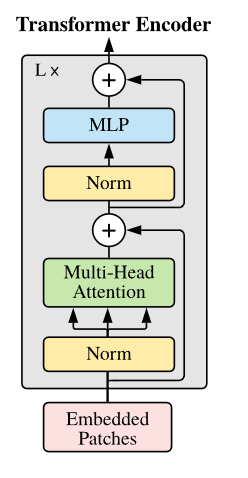 Transformer Encoder
L x
+
MLP
Norm
+
Multi-Head
Attention
Norm
Embedded
Patches